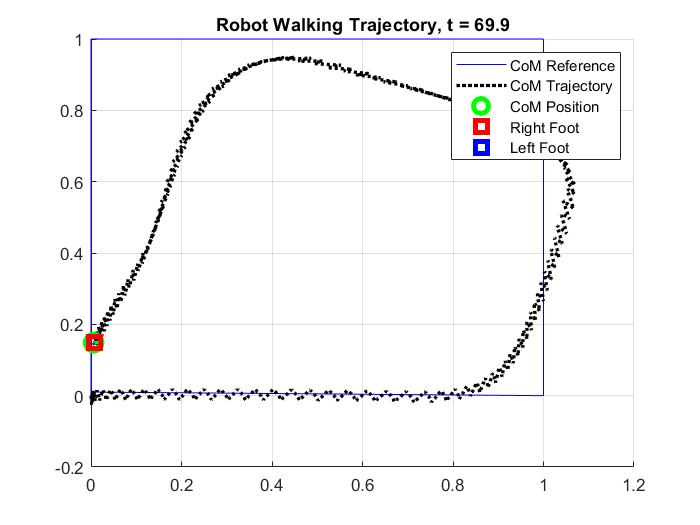 Robot Walking Trajectory, t = 69.9
1
0.8
0.6
0.4
0.2
0
-0.2
0
0.2
0.4
0.6
0.8
1
1.2
CoM Reference
CoM Trajectory
CoM Position
Right Foot
Left Foot